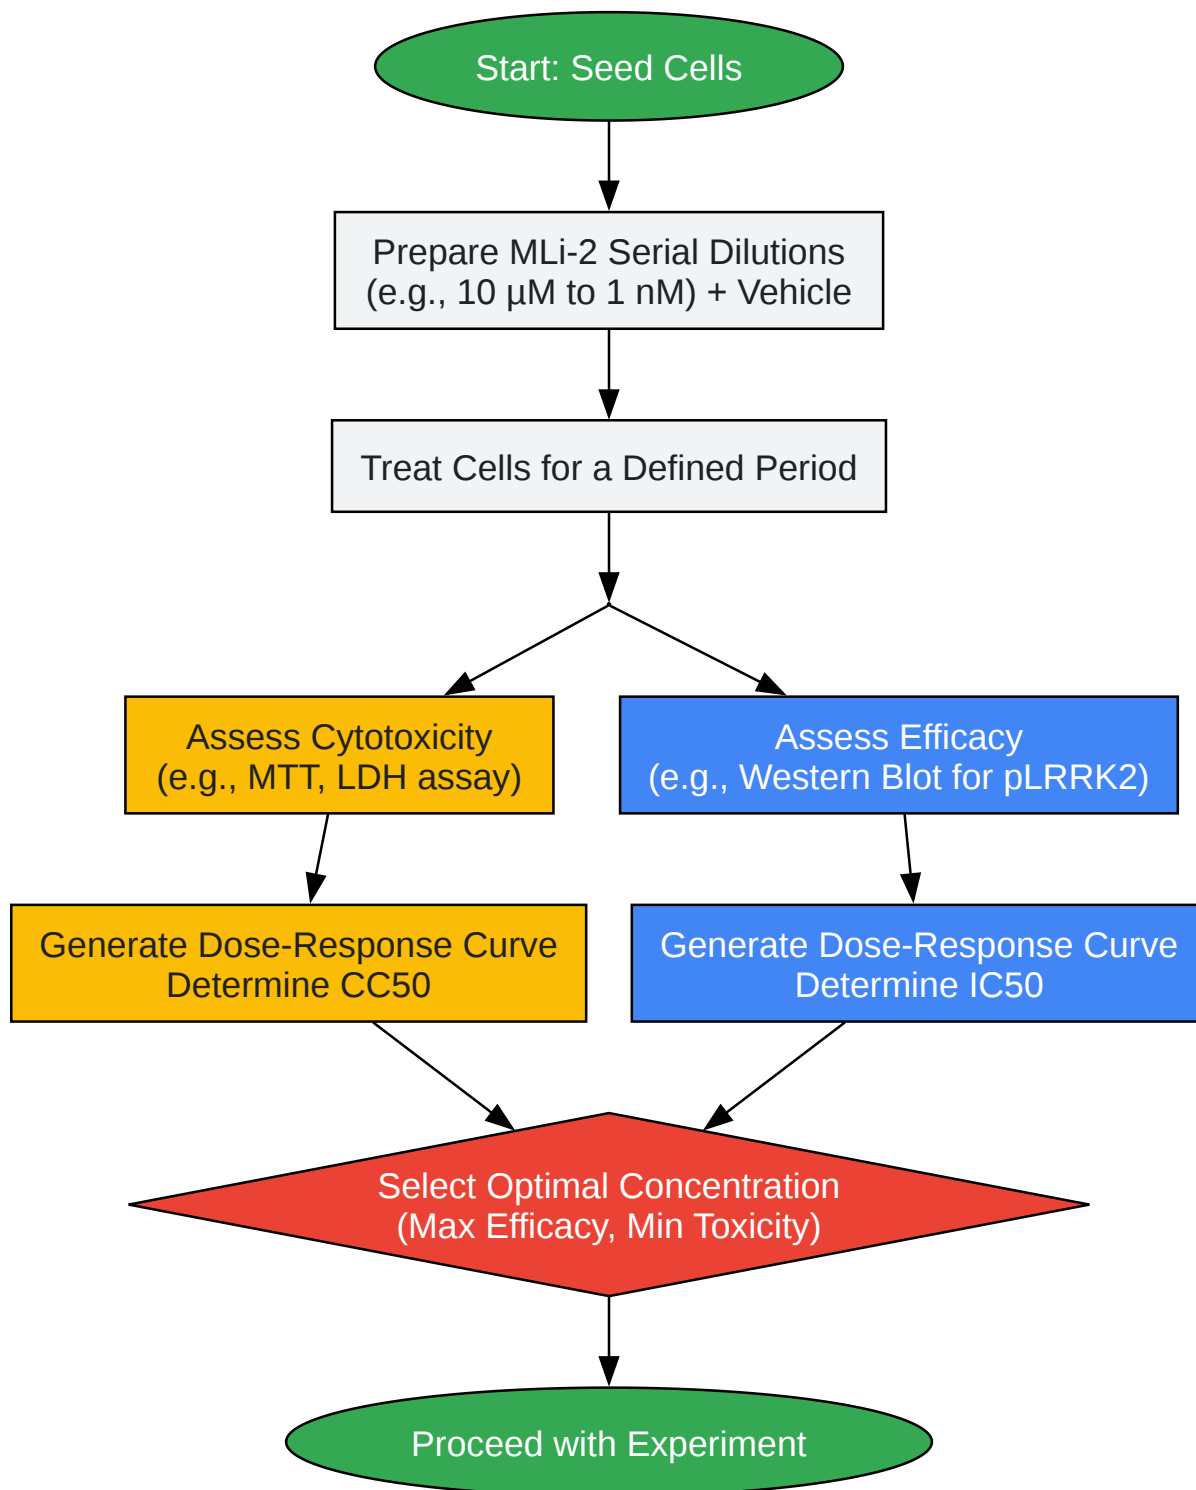 Start: Seed Cells
Prepare MLi-2 Serial Dilutions
(e.g., 10 µM to 1 nM) + Vehicle
Treat Cells for a Defined Period
Assess Cytotoxicity
(e.g., MTT, LDH assay)
Assess Efficacy
(e.g., Western Blot for pLRRK2)
Generate Dose-Response Curve
Determine CC50
Generate Dose-Response Curve
Determine IC50
Select Optimal Concentration
(Max Efficacy, Min Toxicity)
Proceed with Experiment